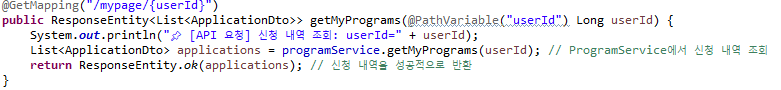 @GetMapping("/mypage/{userId}")
public ResponseEntity<List<ApplicationDto>> getMyPrograms(@PathVariable("userId") Long userId) {
System.out.println("📌 [API 요청] 신청 내역 조회: userId=" + userId);
List<ApplicationDto> applications = programService.getMyPrograms(userId); // ProgramService에서 신청 내역 조회
return ResponseEntity.ok(applications); // 신청 내역을 성공적으로 반환
}